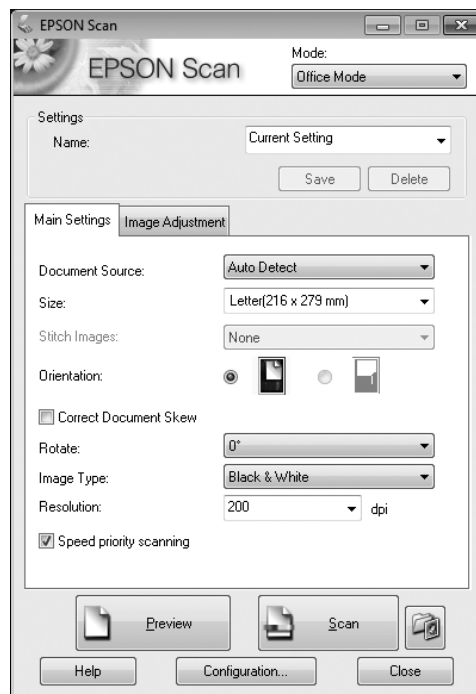 EPSON Scan
EPSON Scan
Mode:
Office Mode
Settings
Name:
Current Setting
Save
Delete
Main Settings
Image Adjustment
Document Source:
Auto Detect
Size:
Letter(216 x 279 mm)
Stitch Images:
None
Orientation:
Correct Document Skew
Rotate:
0°
Image Type:
Black & White
Resolution:
200
dpi
Speed priority scanning
Preview
Scan
Help
Configuration...
Close